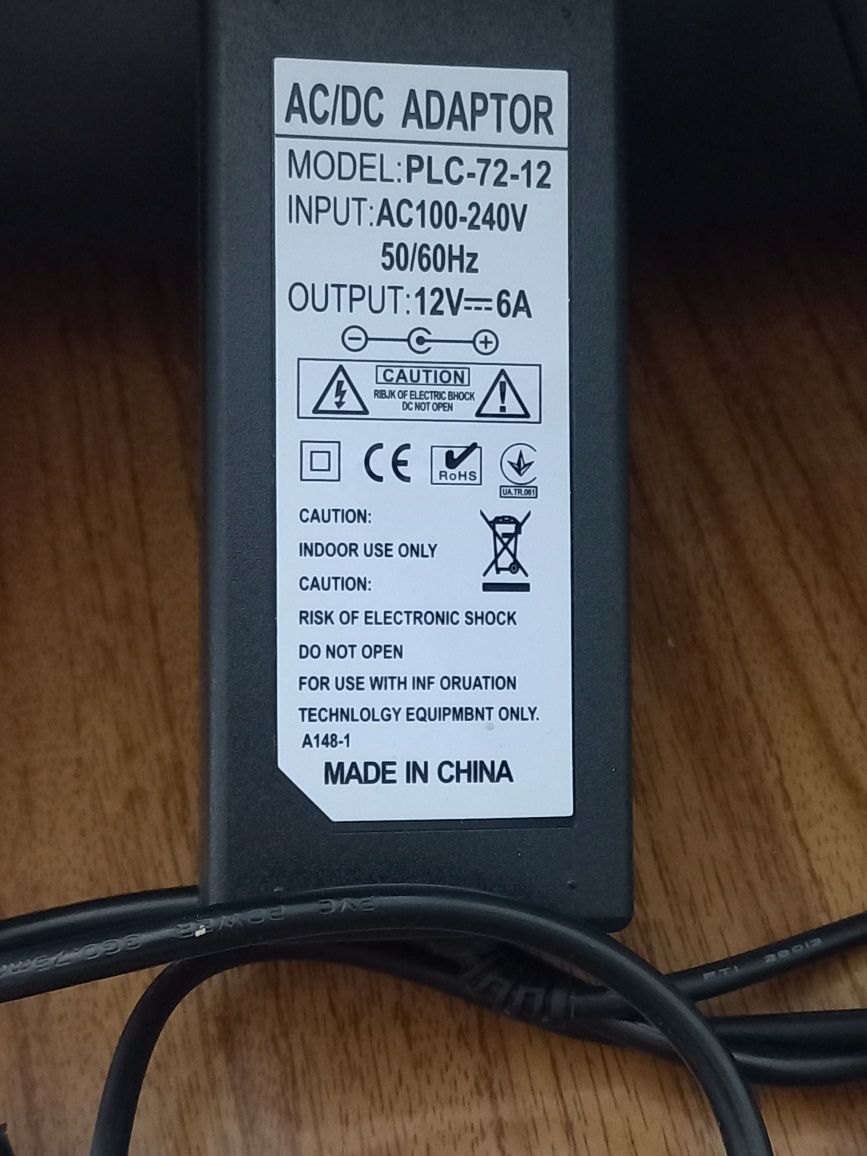 AC/DC ADAPTOR
MODEL:PLC-72-12
INPUT:AC100-240V
50/60Hz
OUTPUT:12V⎓6A
CAUTION
RIBJK OF ELECTRIC BHOCK
DC NOT OPEN
CE
RoHS
UA.TR.061
CAUTION:
INDOOR USE ONLY
CAUTION:
RISK OF ELECTRONIC SHOCK
DO NOT OPEN
FOR USE WITH INF ORUATION
TECHNLOLGY EQUIPMBNT ONLY.
A148-1
MADE IN CHINA
PVC POWER